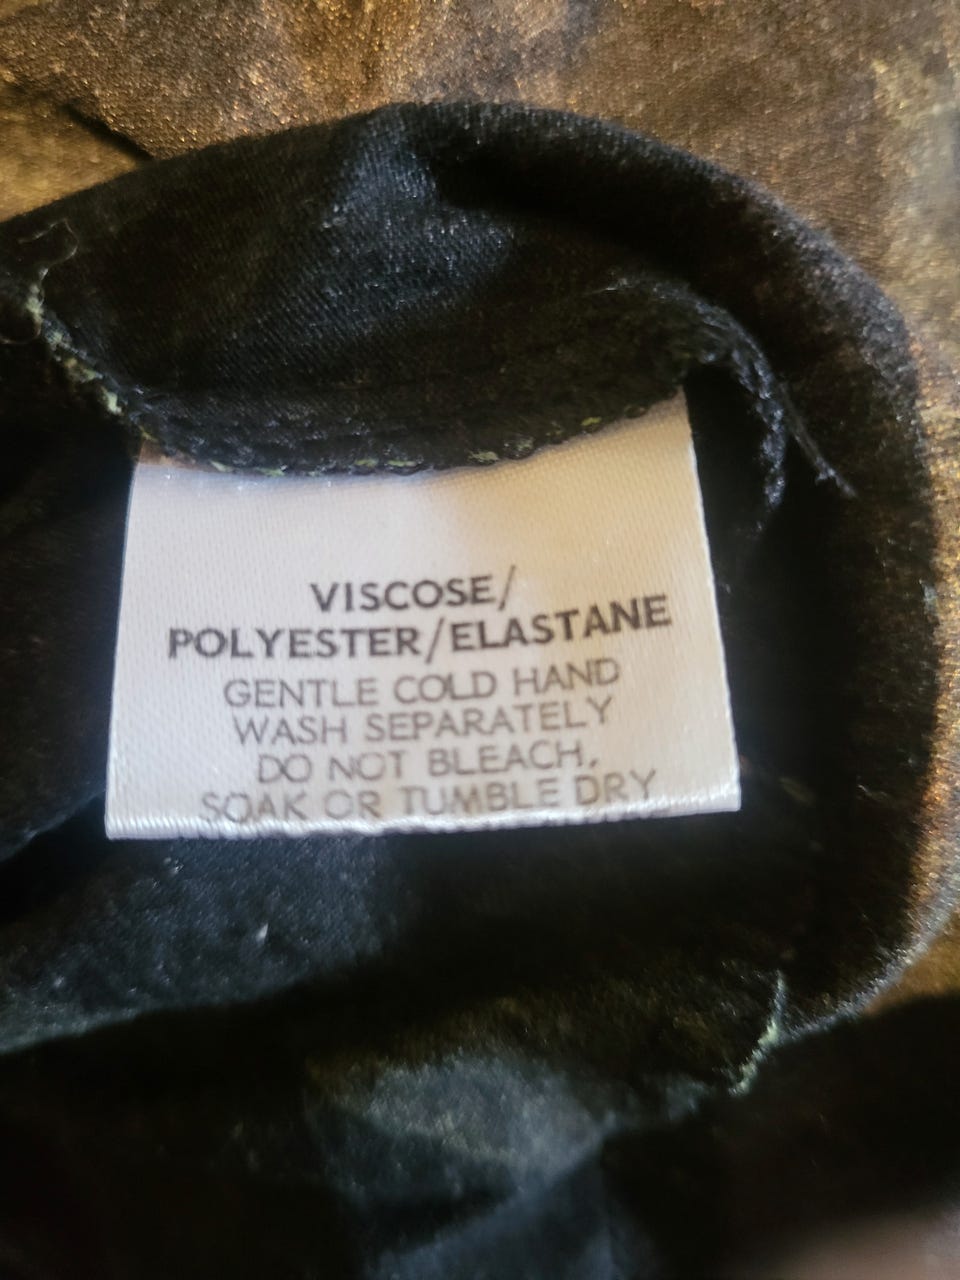 VISCOSE/
POLYESTER/ELASTANE
GENTLE COLD HAND
WASH SEPARATELY
DO NOT BLEACH,
SOAK OR TUMBLE DRY